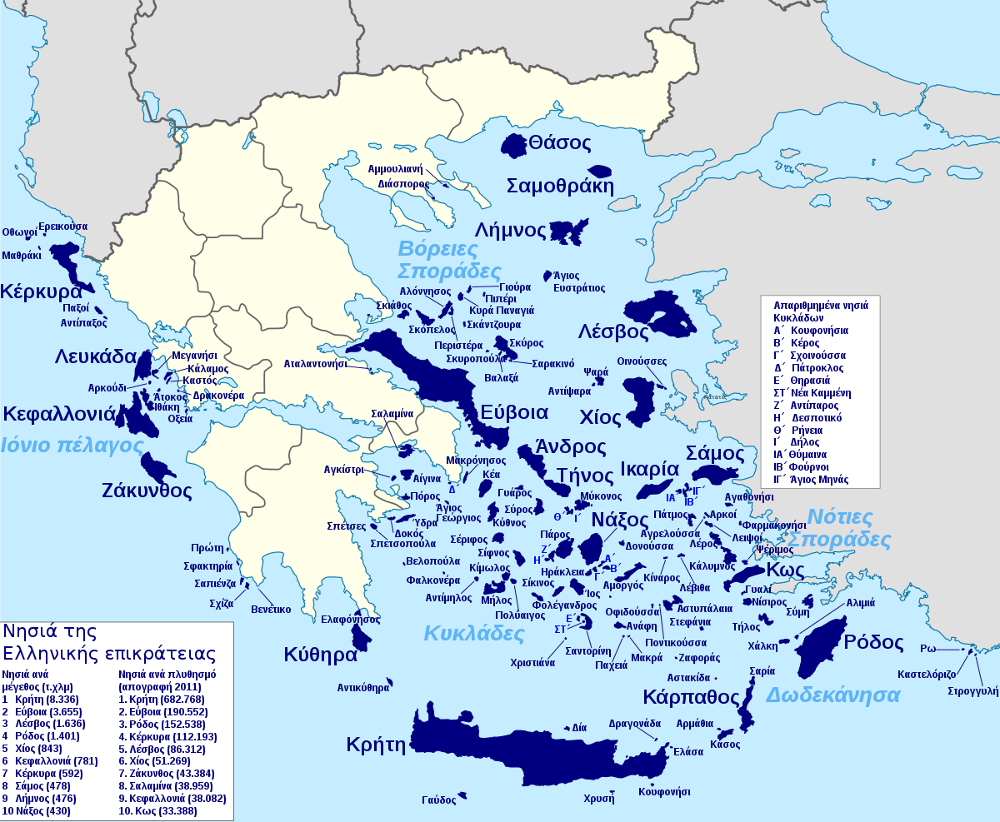 Θάσος
Σαμοθράκη
Αμμουλιανή
Διάσπορος
Λήμνος
Οθωνοί
Ερεικούσα
Μαθράκι
Κέρκυρα
Παξοί
Αντίπαξος
Βόρειες
Σποράδες
Άγιος
Ευστράτιος
Γιούρα
Πιπέρι
Κυρά Παναγιά
Αλόννησος
Σκιάθος
Σκόπελος
Σκάντζουρα
Περιστέρα
Σκύρος
Σκυροπούλα
Σαρακινό
Βαλαξά
Λέσβος
Απαριθμημένα νησιά
Κυκλάδων
Α΄ Κουφονήσια
Β΄ Κέρος
Γ΄ Σχοινούσσα
Δ΄ Πάτροκλος
Ε΄ Θηρασιά
ΣΤ΄ Νέα Καμμένη
Ζ΄ Αντίπαρος
Η΄ Δεσποτικό
Θ΄ Ρήνεια
Ι΄ Δήλος
ΙΑ΄ Θύμαινα
ΙΒ΄ Φούρνοι
ΙΓ΄ Άγιος Μηνάς
Λευκάδα
Μεγανήσι
Κάλαμος
Καστός
Αρκούδι
Δρακονέρα
Άτοκος
Ιθάκη
Οξεία
Κεφαλλονιά
Ιόνιο πέλαγος
Ζάκυνθος
Αταλαντονήσι
Εύβοια
Ψαρά
Αντίψαρα
Οινούσσες
Χίος
Σαλαμίνα
Αγκίστρι
Αίγινα
Πόρος
Μακρόνησος
Κέα
Δ΄
Άνδρος
Τήνος
Γυάρος
Σύρος
Μύκονος
Θ΄
Ι΄
Ικαρία
Σάμος
ΙΑ΄
ΙΒ΄
ΙΓ΄
Αγαθονήσι
Άγιος
Γεώργιος
Κύθνος
Σπέτσες
Ύδρα
Δοκός
Σπετσοπούλα
Νάξος
Πάρος
Ζ΄
Η΄
Α΄
Β΄
Γ΄
Δονούσσα
Ηράκλεια
Πάτμος
Αρκοί
Αγρελούσσα
Φαρμακονήσι
Λειψοί
Λέρος
Ψέριμος
Κάλυμνος
Νότιες
Σποράδες
Κως
Πρώτη
Σφακτηρία
Σαπιέντζα
Σχίζα
Βενέτικο
Βελοπούλα
Φαλκονέρα
Σέριφος
Σίφνος
Κίμωλος
Αντίμηλος
Μήλος
Πολύαιγος
Σίκινος
Φολέγανδρος
Ίος
Αμοργός
Κίναρος
Λέβιθα
Γυαλί
Νίσυρος
Σύμη
Αλιμιά
Τήλος
Χάλκη
Ρόδος
Ρω
Καστελόριζο
Στρογγυλή
Αστυπάλαια
Στεφάνια
Οφιδούσσα
Ανάφη
Ποντικούσσα
Ε΄
ΣΤ΄
Σαντορίνη
Χριστιάνα
Παχειά
Μακρά
Ζαφοράς
Κυκλάδες
Ελαφόνησος
Κύθηρα
Αντικύθηρα
Αστακίδα
Σαρία
Κάρπαθος
Δωδεκάνησα
Κρήτη
Δία
Δραγονάδα
Αρμάθια
Κάσος
Ελάσα
Κουφονήσι
Χρυσή
Γαύδος
Νησιά της
Ελληνικής επικράτειας
Νησιά ανά
μέγεθος (τ.χλμ)
1 Κρήτη (8.336)
2 Εύβοια (3.655)
3 Λέσβος (1.636)
4 Ρόδος (1.401)
5 Χίος (843)
6 Κεφαλλονιά (781)
7 Κέρκυρα (592)
8 Σάμος (478)
9 Λήμνος (476)
10 Νάξος (430)
Νησιά ανά πλυθησμό
(απογραφή 2011)
1. Κρήτη (682.768)
2. Εύβοια (190.552)
3. Ρόδος (152.538)
4. Κέρκυρα (112.193)
5. Λέσβος (86.312)
6. Χίος (51.269)
7. Ζάκυνθος (43.384)
8. Σαλαμίνα (38.959)
9. Κεφαλλονιά (38.082)
10. Κως (33.388)